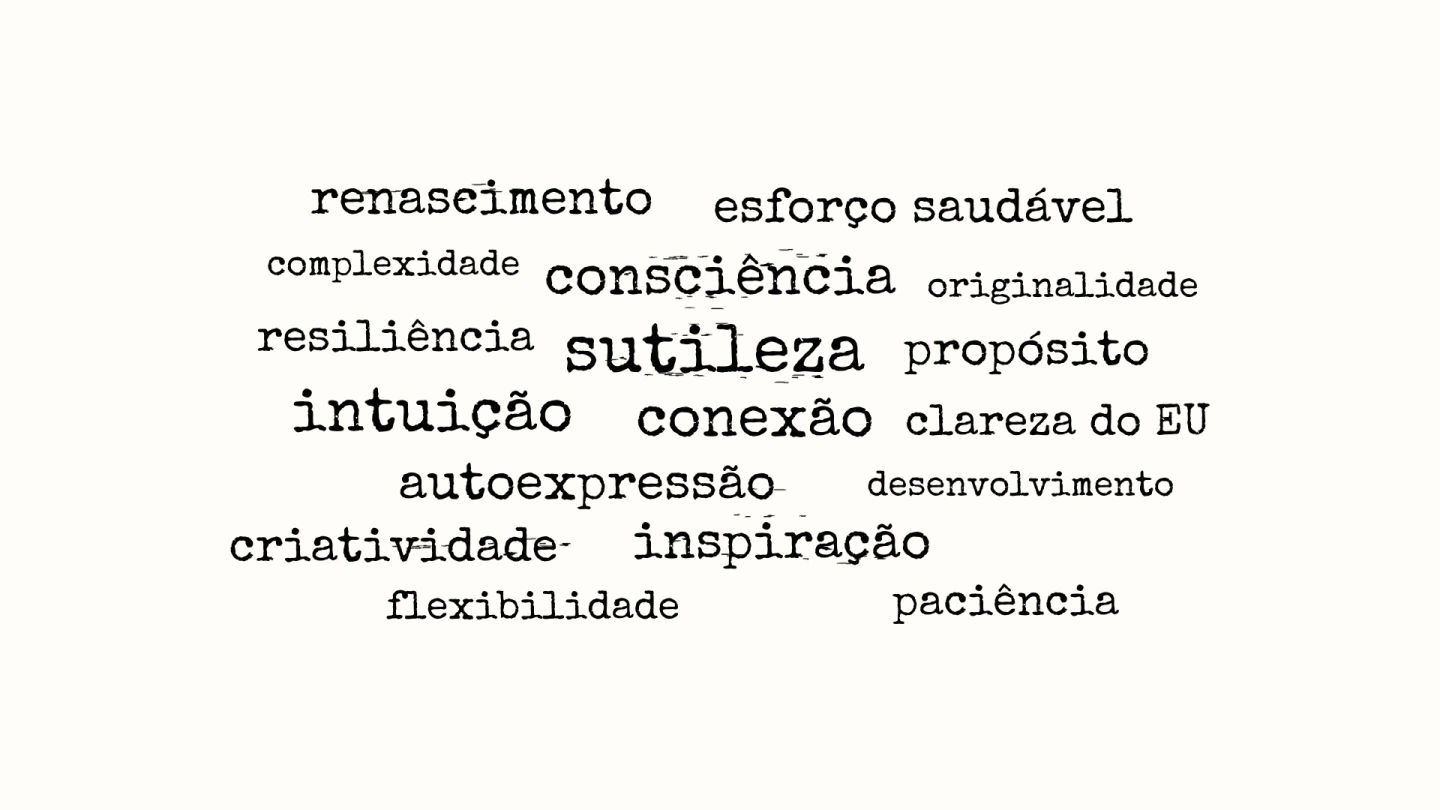 renascimento esforço saudável
complexidade consciência originalidade
resiliência sutileza propósito
intuição conexão clareza do EU
autoexpressão desenvolvimento
criatividade inspiração
flexibilidade paciência